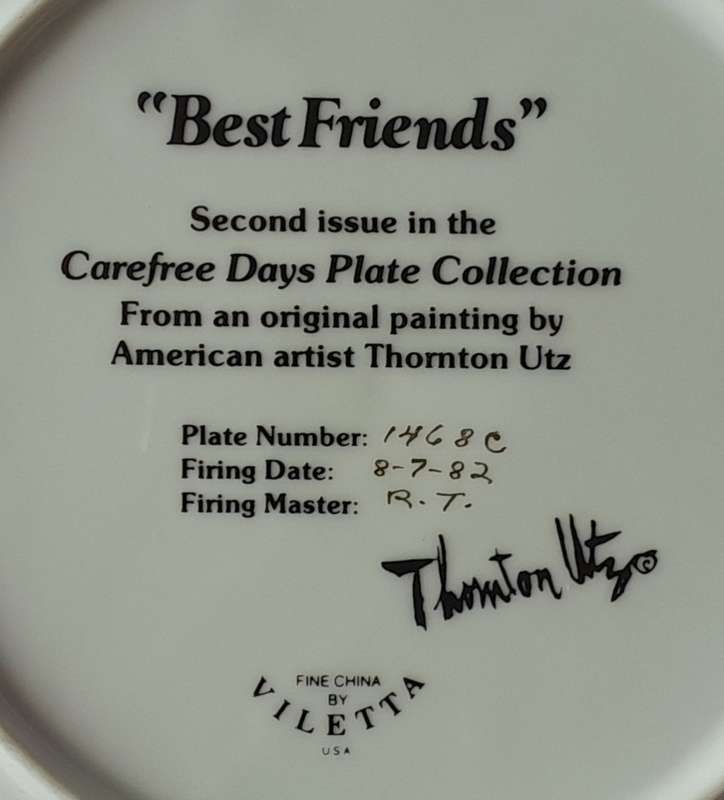 “Best Friends”
Second issue in the
Carefree Days Plate Collection
From an original painting by
American artist Thornton Utz
Plate Number: 1468C
Firing Date: 8-7-82
Firing Master: R.T.
Thornton Utz ©
FINE CHINA
BY
VILETTA
USA